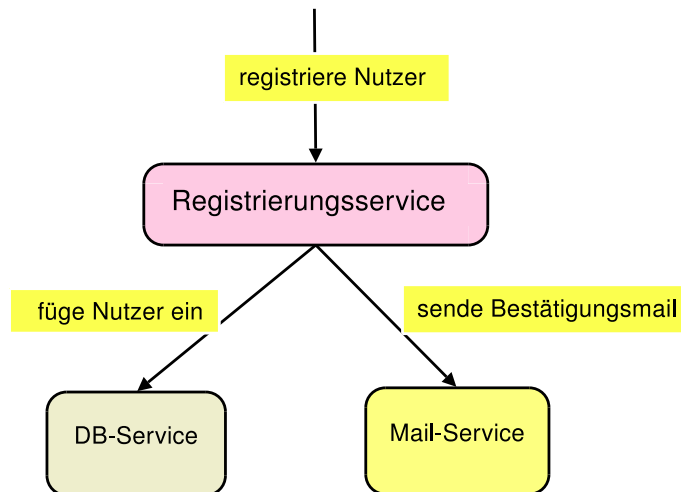 registriere Nutzer
Registrierungsservice
füge Nutzer ein
sende Bestätigungsmail
DB-Service
Mail-Service